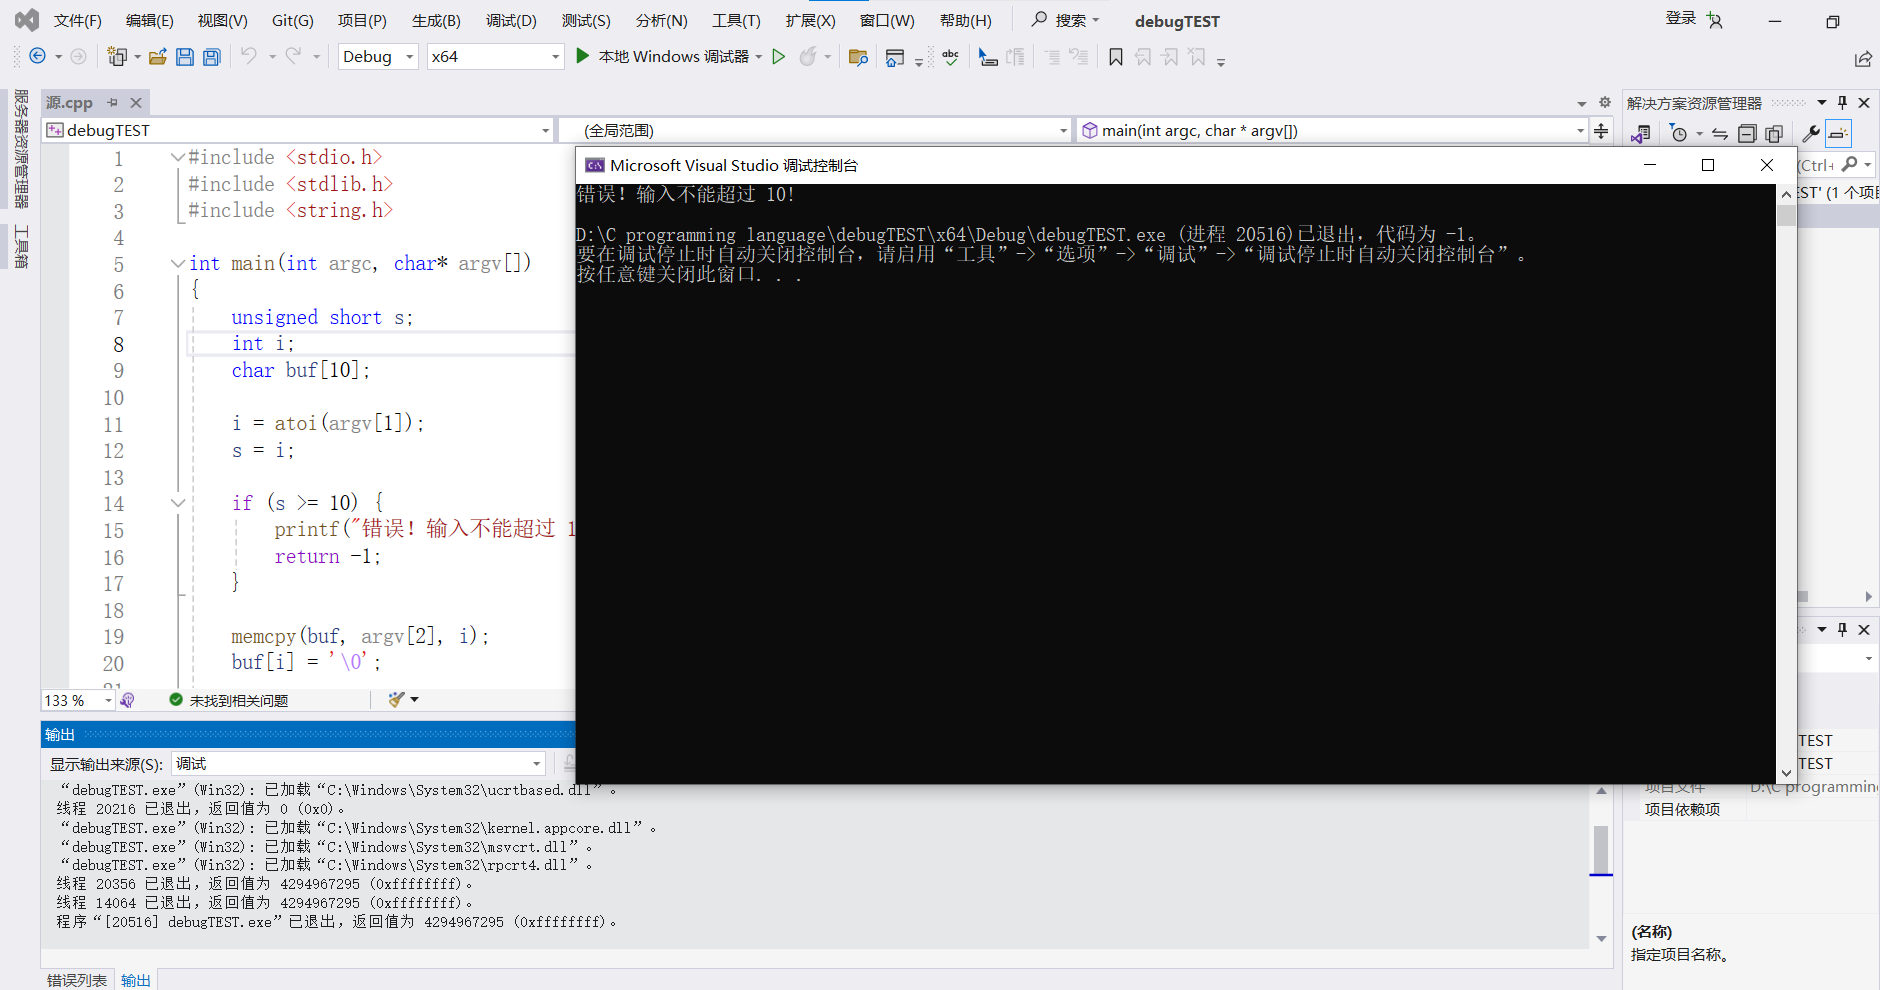 文件(F) 编辑(E) 视图(V) Git(G) 项目(P) 生成(B) 调试(D) 测试(S) 分析(N) 工具(T) 扩展(X) 窗口(W) 帮助(H) 搜索 debugTEST 登录
Debug x64 本地 Windows 调试器
服务器资源管理器
工具箱
源.cpp
debugTEST (全局范围) main(int argc, char * argv[])
1 #include <stdio.h>
2 #include <stdlib.h>
3 #include <string.h>
4
5 int main(int argc, char* argv[])
6 {
7 unsigned short s;
8 int i;
9 char buf[10];
10
11 i = atoi(argv[1]);
12 s = i;
13
14 if (s >= 10) {
15 printf("错误! 输入不能超过 1
16 return -1;
17 }
18
19 memcpy(buf, argv[2], i);
20 buf[i] = '\0';
133 % 未找到相关问题
Microsoft Visual Studio 调试控制台
错误! 输入不能超过 10!
D:\C programming language\debugTEST\x64\Debug\debugTEST.exe (进程 20516)已退出，代码为 -1。
要在调试停止时自动关闭控制台，请启用“工具”->“选项”->“调试”->“调试停止时自动关闭控制台”。
按任意键关闭此窗口. . .
输出
显示输出来源(S): 调试
“debugTEST.exe”(Win32): 已加载“C:\Windows\System32\ucrtbased.dll”。
线程 20216 已退出，返回值为 0 (0x0)。
“debugTEST.exe”(Win32): 已加载“C:\Windows\System32\kernel.appcore.dll”。
“debugTEST.exe”(Win32): 已加载“C:\Windows\System32\msvcrt.dll”。
“debugTEST.exe”(Win32): 已加载“C:\Windows\System32\rpcrt4.dll”。
线程 20356 已退出，返回值为 4294967295 (0xffffffff)。
线程 14064 已退出，返回值为 4294967295 (0xffffffff)。
程序“[20516] debugTEST.exe”已退出，返回值为 4294967295 (0xffffffff)。
错误列表 输出
解决方案资源管理器
(Ctrl+
EST' (1 个项目
TEST
TEST
项目文件 D:\C programming
项目依赖项
(名称)
指定项目名称。